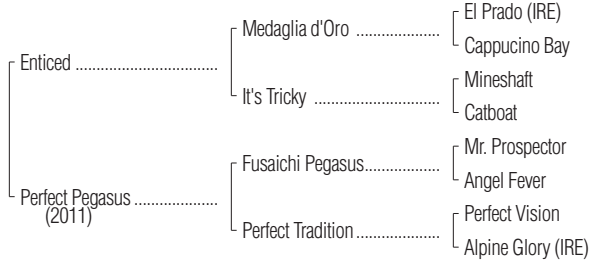 El Prado (IRE)
Medaglia d'Oro ....................
Cappucino Bay
Enticed ..................................
Mineshaft
It's Tricky ..............................
Catboat
Mr. Prospector
Fusaichi Pegasus..................
Angel Fever
Perfect Pegasus ....................
(2011)
Perfect Vision
Perfect Tradition ....................
Alpine Glory (IRE)